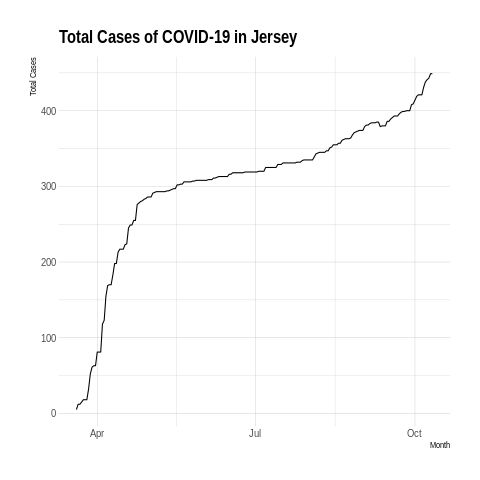 Total Cases of COVID-19 in Jersey
Total Cases
400
300
200
100
0
Apr Jul Oct
Month